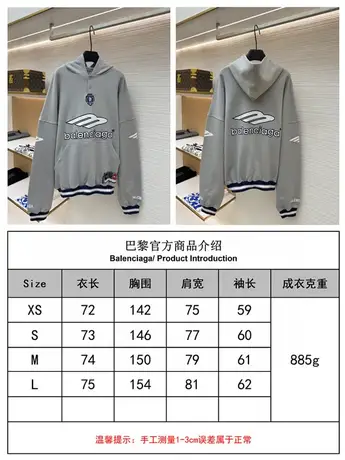 balenciaga
balenciaga
巴黎官方商品介绍
Balenciaga/ Product Introduction
Size 衣长 胸围 肩宽 袖长 成衣克重
XS 72 142 75 59
S 73 146 77 60
M 74 150 79 61 885g
L 75 154 81 62
温馨提示：手工测量1-3cm误差属于正常